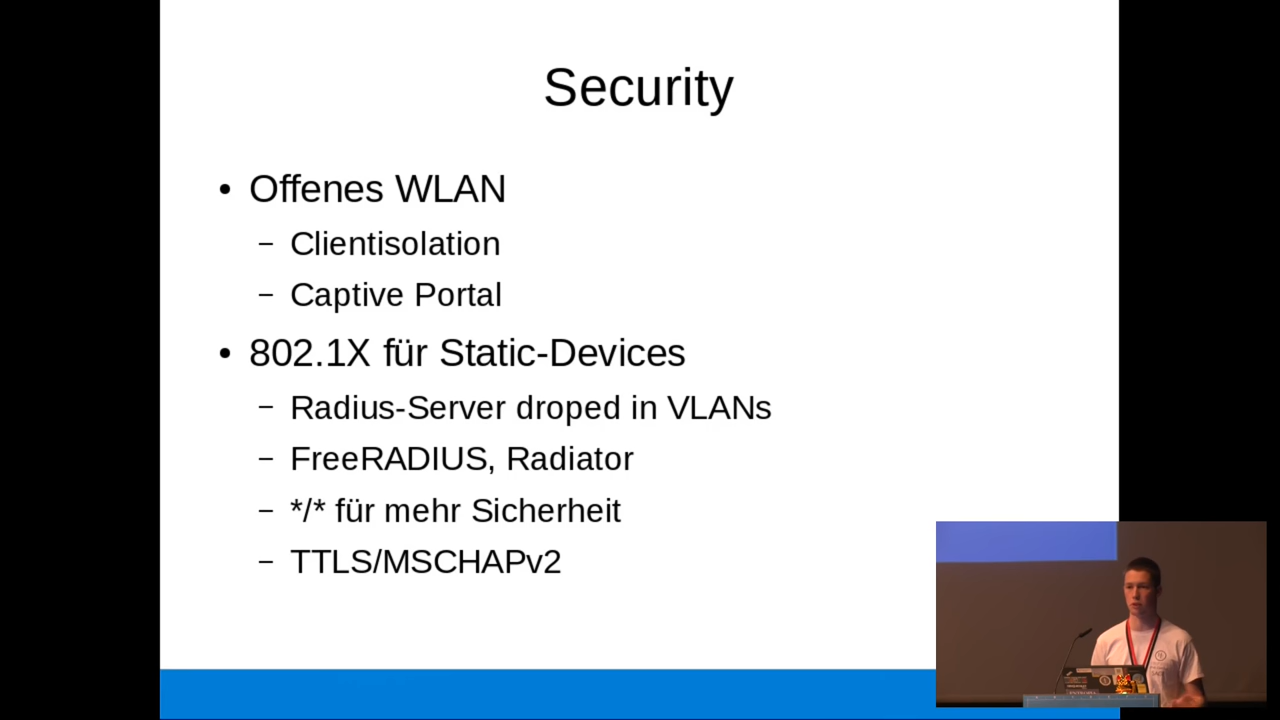 Security
• Offenes WLAN
– Clientisolation
– Captive Portal
• 802.1X für Static-Devices
– Radius-Server droped in VLANs
– FreeRADIUS, Radiator
– */* für mehr Sicherheit
– TTLS/MSCHAPv2